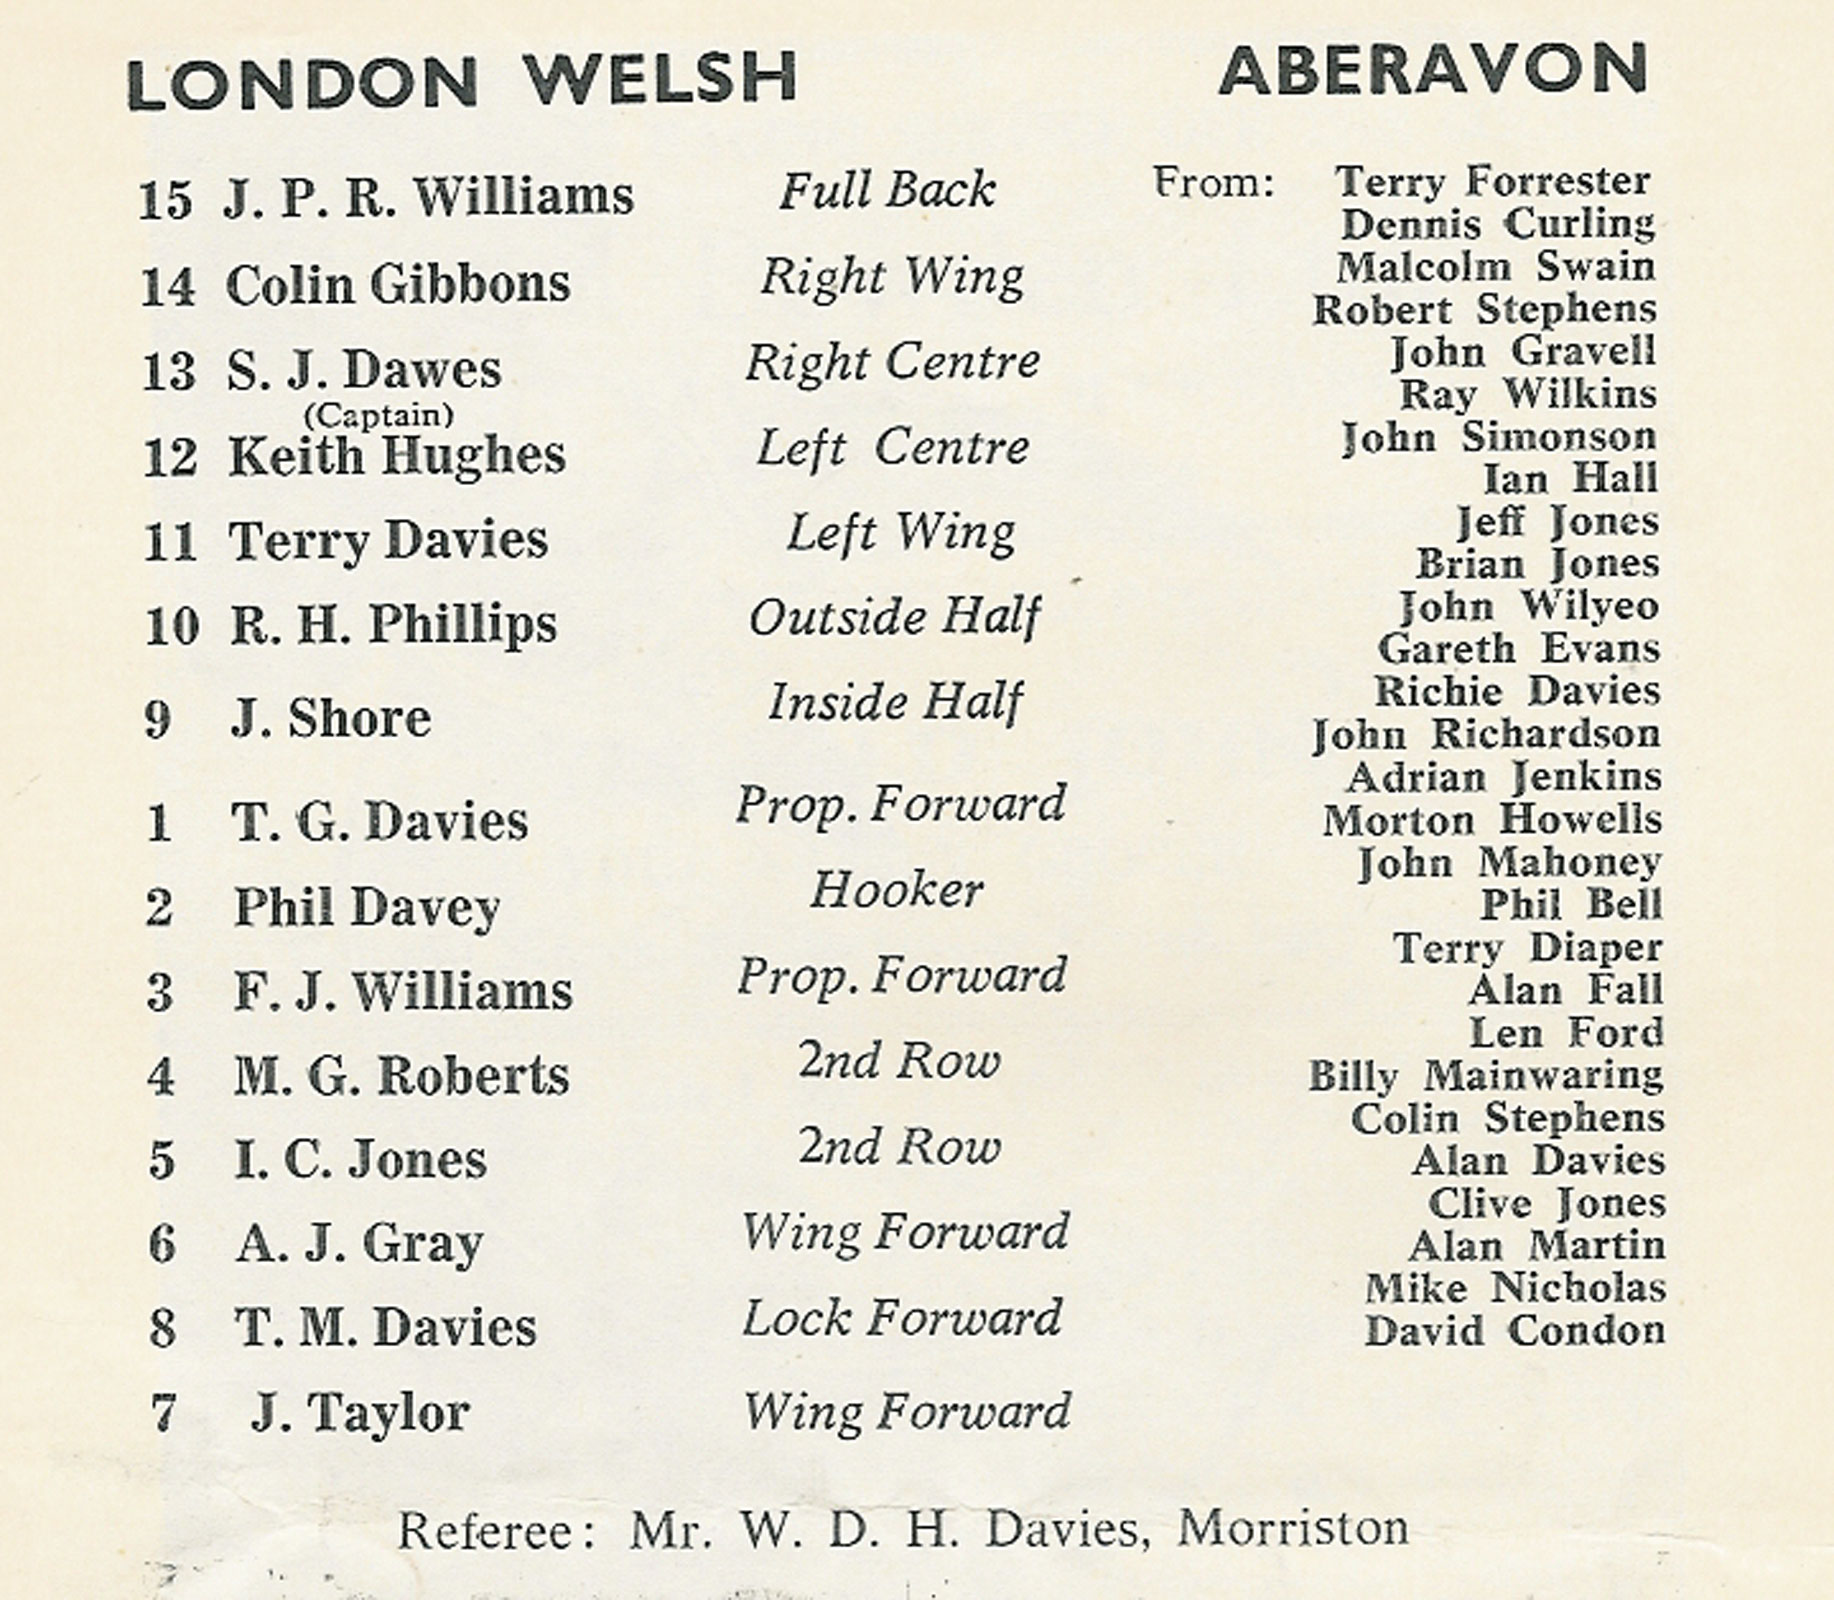 LONDON WELSH ABERAVON
15 J. P. R. Williams Full Back From: Terry Forrester
Dennis Curling
14 Colin Gibbons Right Wing Malcolm Swain
Robert Stephens
13 S. J. Dawes Right Centre John Gravell
(Captain) Ray Wilkins
12 Keith Hughes Left Centre John Simonson
Ian Hall
11 Terry Davies Left Wing Jeff Jones
Brian Jones
10 R. H. Phillips Outside Half John Wilyeo
Gareth Evans
9 J. Shore Inside Half Richie Davies
John Richardson
1 T. G. Davies Prop. Forward Adrian Jenkins
Morton Howells
2 Phil Davey Hooker John Mahoney
Phil Bell
3 F. J. Williams Prop. Forward Terry Diaper
Alan Fall
4 M. G. Roberts 2nd Row Len Ford
Billy Mainwaring
5 I. C. Jones 2nd Row Colin Stephens
Alan Davies
6 A. J. Gray Wing Forward Clive Jones
Alan Martin
8 T. M. Davies Lock Forward Mike Nicholas
David Condon
7 J. Taylor Wing Forward
Referee: Mr. W. D. H. Davies, Morriston